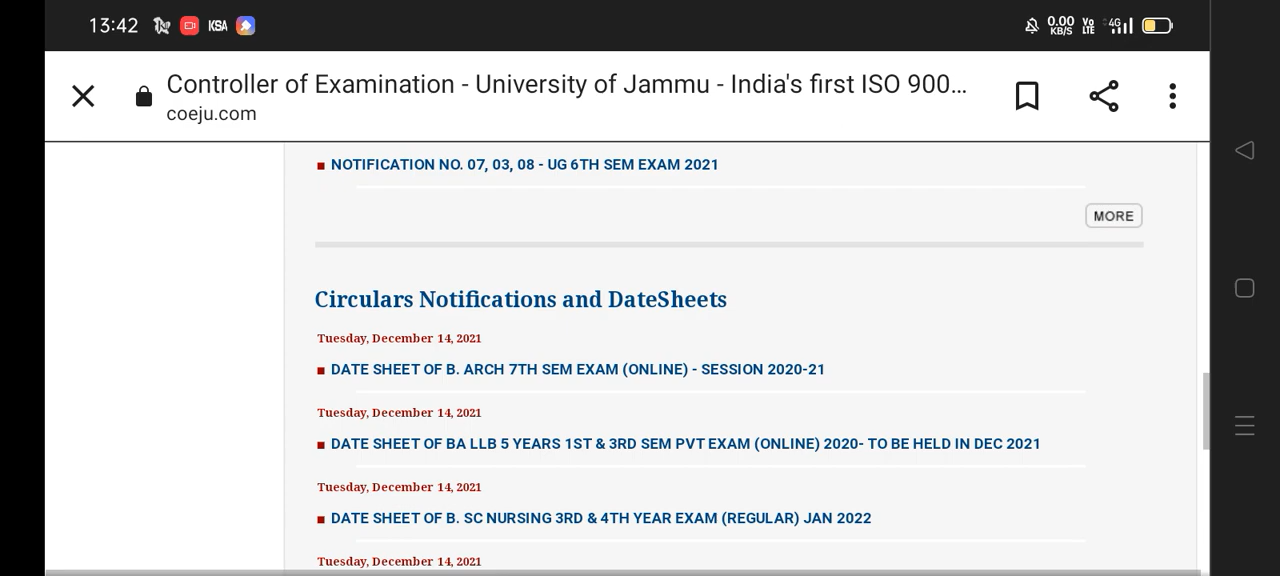 13:42 KSA 0.00 KB/S Vo LTE 4G
Controller of Examination - University of Jammu - India's first ISO 900...
coeju.com
NOTIFICATION NO. 07, 03, 08 - UG 6TH SEM EXAM 2021
MORE
Circulars Notifications and DateSheets
Tuesday, December 14, 2021
DATE SHEET OF B. ARCH 7TH SEM EXAM (ONLINE) - SESSION 2020-21
Tuesday, December 14, 2021
DATE SHEET OF BA LLB 5 YEARS 1ST & 3RD SEM PVT EXAM (ONLINE) 2020- TO BE HELD IN DEC 2021
Tuesday, December 14, 2021
DATE SHEET OF B. SC NURSING 3RD & 4TH YEAR EXAM (REGULAR) JAN 2022
Tuesday, December 14, 2021